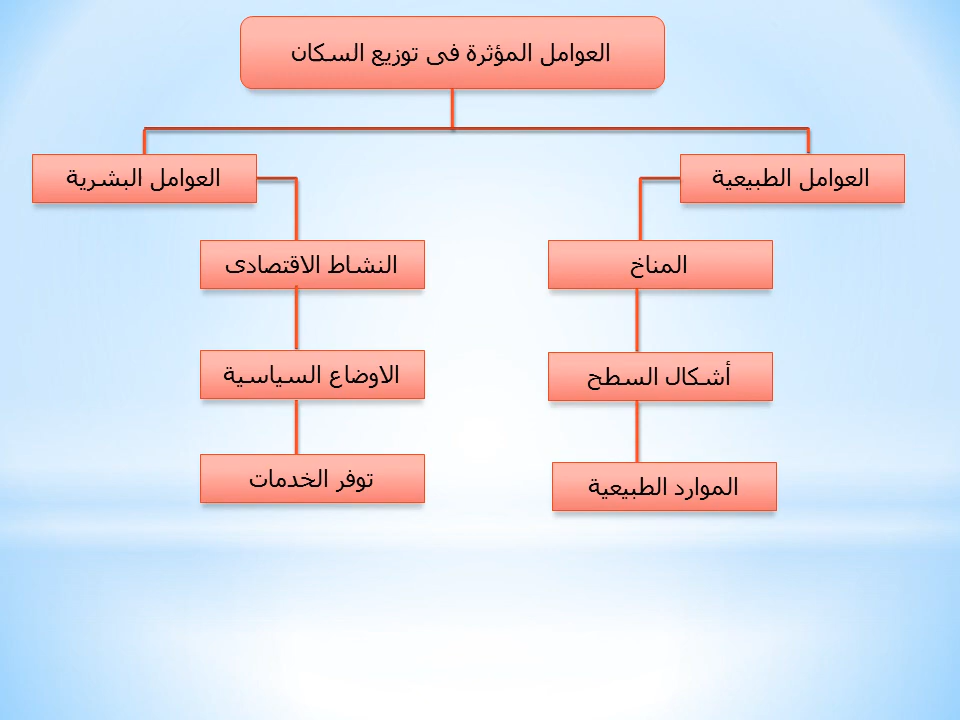 العوامل المؤثرة فى توزيع السكان
العوامل الطبيعية
العوامل البشرية
المناخ
النشاط الاقتصادى
أشكال السطح
الاوضاع السياسية
الموارد الطبيعية
توفر الخدمات